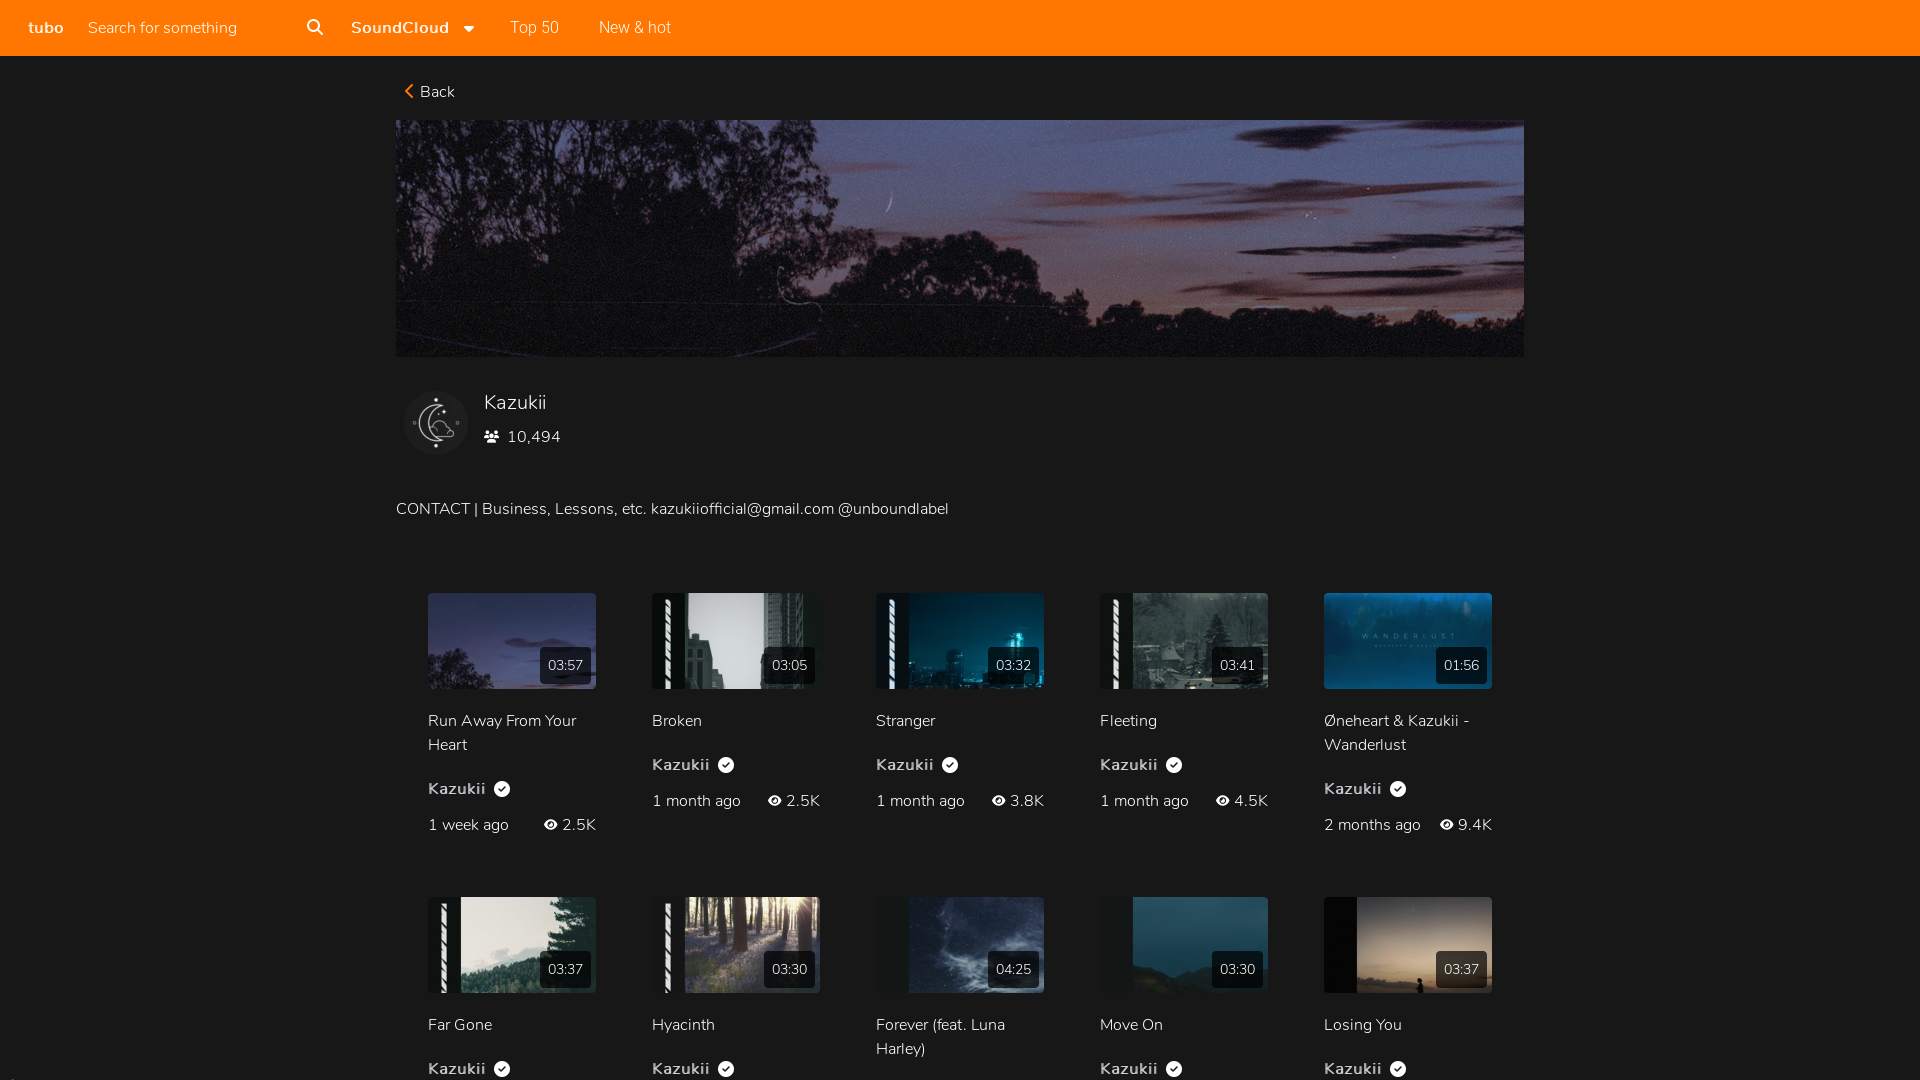 tubo Search for something SoundCloud Top 50 New & hot
Back
Kazukii
10,494
CONTACT | Business, Lessons, etc. kazukiiofficial@gmail.com @unboundlabel
03:57 03:05 03:32 03:41 WANDERLUST 01:56
Run Away From Your Heart
Kazukii
1 week ago 2.5K
Broken
Kazukii
1 month ago 2.5K
Stranger
Kazukii
1 month ago 3.8K
Fleeting
Kazukii
1 month ago 4.5K
Øneheart & Kazukii -
Wanderlust
Kazukii
2 months ago 9.4K
03:37 03:30 04:25 03:30 03:37
Far Gone
Kazukii
Hyacinth
Kazukii
Forever (feat. Luna
Harley)
Move On
Kazukii
Losing You
Kazukii